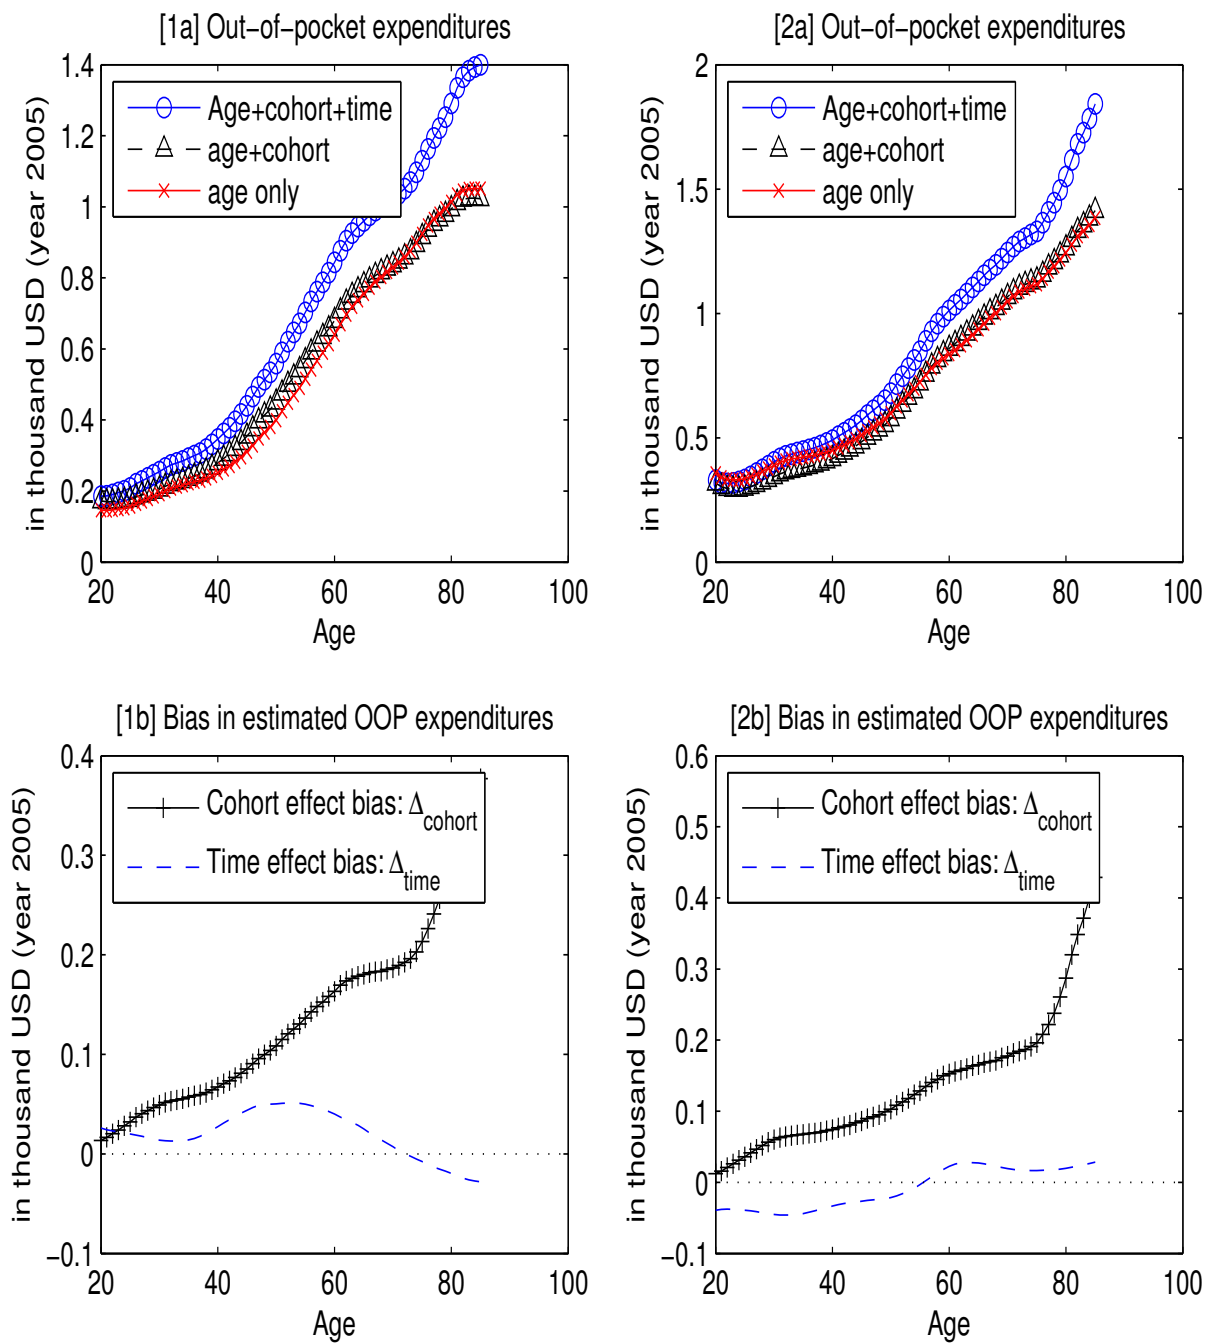 [1a] Out−of−pocket expenditures
in thousand USD (year 2005)
1.4
1.2
1
0.8
0.6
0.4
0.2
0
Age+cohort+time
age+cohort
age only
20 40 60 80 100
Age
[2a] Out−of−pocket expenditures
in thousand USD (year 2005)
2
1.5
1
0.5
0
Age+cohort+time
age+cohort
age only
20 40 60 80 100
Age
[1b] Bias in estimated OOP expenditures
in thousand USD (year 2005)
0.4
0.3
0.2
0.1
0
−0.1
Cohort effect bias: Δcohort
Time effect bias: Δtime
20 40 60 80 100
Age
[2b] Bias in estimated OOP expenditures
in thousand USD (year 2005)
0.6
0.5
0.4
0.3
0.2
0.1
0
−0.1
Cohort effect bias: Δcohort
Time effect bias: Δtime
20 40 60 80 100
Age